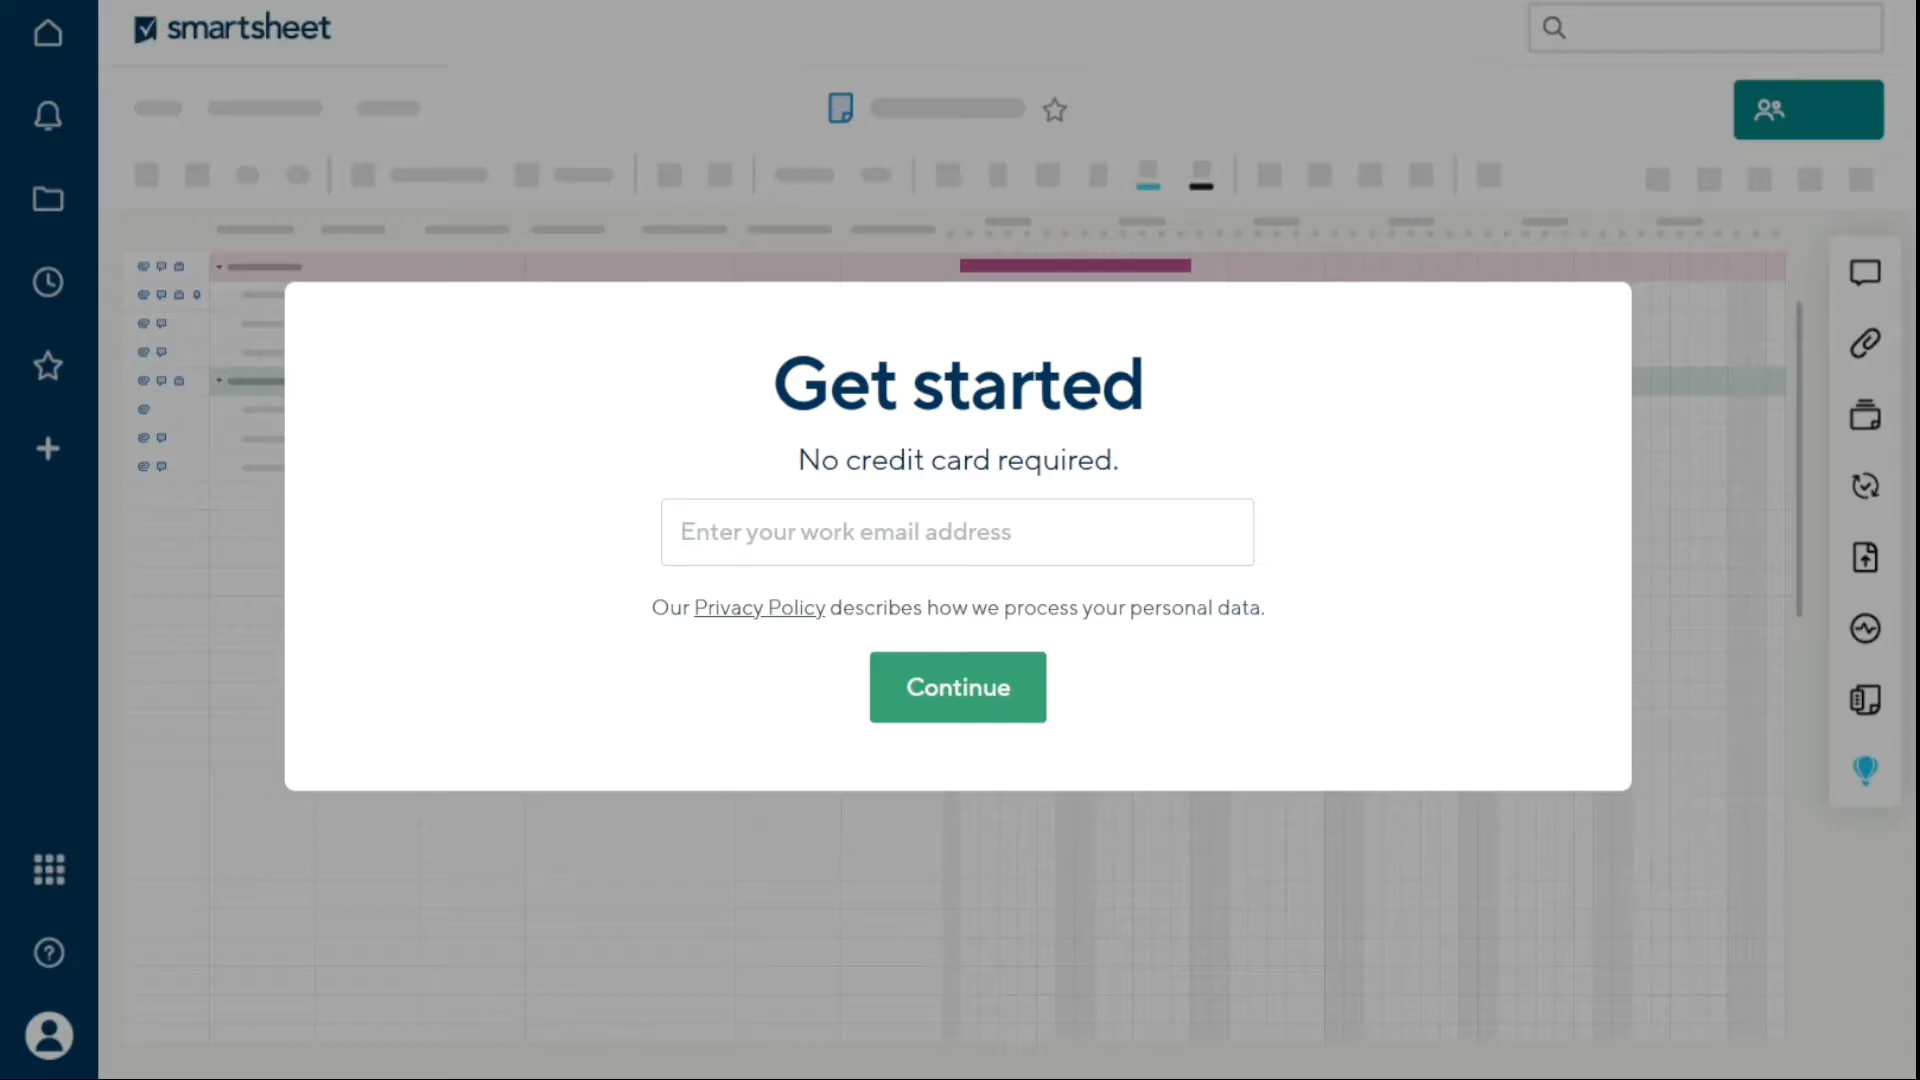 smartsheet
Get started
No credit card required.
Enter your work email address
Our Privacy Policy describes how we process your personal data.
Continue